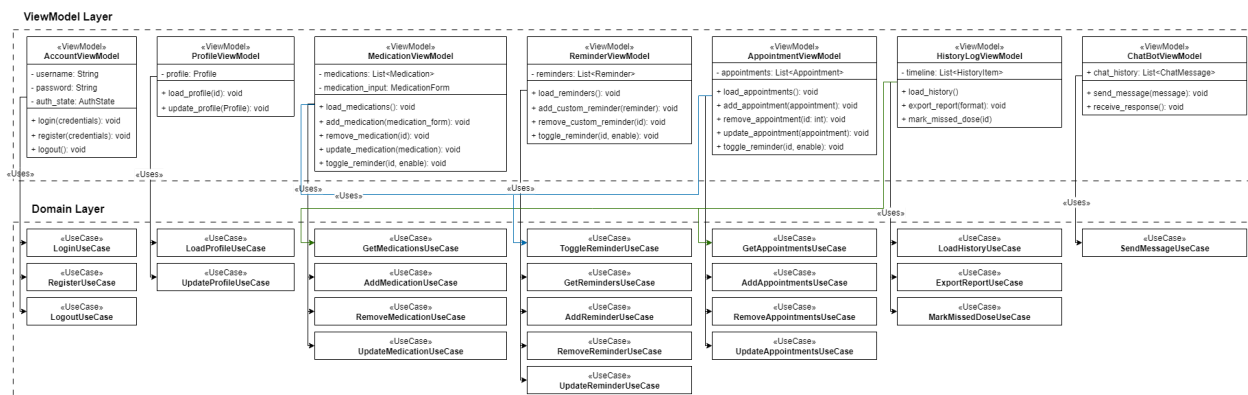 ViewModel Layer
«ViewModel»
AccountViewModel
- username: String
- password: String
- auth_state: AuthState
+ login(credentials): void
+ register(credentials): void
+ logout(): void
«ViewModel»
ProfileViewModel
- profile: Profile
+ load_profile(id): void
+ update_profile(Profile): void
«ViewModel»
MedicationViewModel
- medications: List<Medication>
- medication_input: MedicationForm
+ load_medications(): void
+ add_medication(medication_form): void
+ remove_medication(id): void
+ update_medication(medication): void
+ toggle_reminder(id, enable): void
«ViewModel»
ReminderViewModel
- reminders: List<Reminder>
+ load_reminders(): void
+ add_custom_reminder(reminder): void
+ remove_custom_reminder(id): void
+ toggle_reminder(id, enable): void
«ViewModel»
AppointmentViewModel
- appointments: List<Appointment>
+ load_appointments(): void
+ add_appointment(appointment): void
+ remove_appointment(id: int): void
+ update_appointment(appointment): void
+ toggle_reminder(id, enable): void
«ViewModel»
HistoryLogViewModel
- timeline: List<HistoryItem>
+ load_history()
+ export_report(format): void
+ mark_missed_dose(id)
«ViewModel»
ChatBotViewModel
+ chat_history: List<ChatMessage>
+ send_message(message): void
+ receive_response(): void
«Uses»
«Uses»
«Uses»
«Uses»
«Uses»
«Uses»
«Uses»
Domain Layer
«UseCase»
LoginUseCase
«UseCase»
RegisterUseCase
«UseCase»
LogoutUseCase
«UseCase»
LoadProfileUseCase
«UseCase»
UpdateProfileUseCase
«UseCase»
GetMedicationsUseCase
«UseCase»
AddMedicationUseCase
«UseCase»
RemoveMedicationUseCase
«UseCase»
UpdateMedicationUseCase
«UseCase»
ToggleReminderUseCase
«UseCase»
GetRemindersUseCase
«UseCase»
AddReminderUseCase
«UseCase»
RemoveReminderUseCase
«UseCase»
UpdateReminderUseCase
«UseCase»
GetAppointmentsUseCase
«UseCase»
AddAppointmentsUseCase
«UseCase»
RemoveAppointmentsUseCase
«UseCase»
UpdateAppointmentsUseCase
«UseCase»
LoadHistoryUseCase
«UseCase»
ExportReportUseCase
«UseCase»
MarkMissedDoseUseCase
«UseCase»
SendMessageUseCase